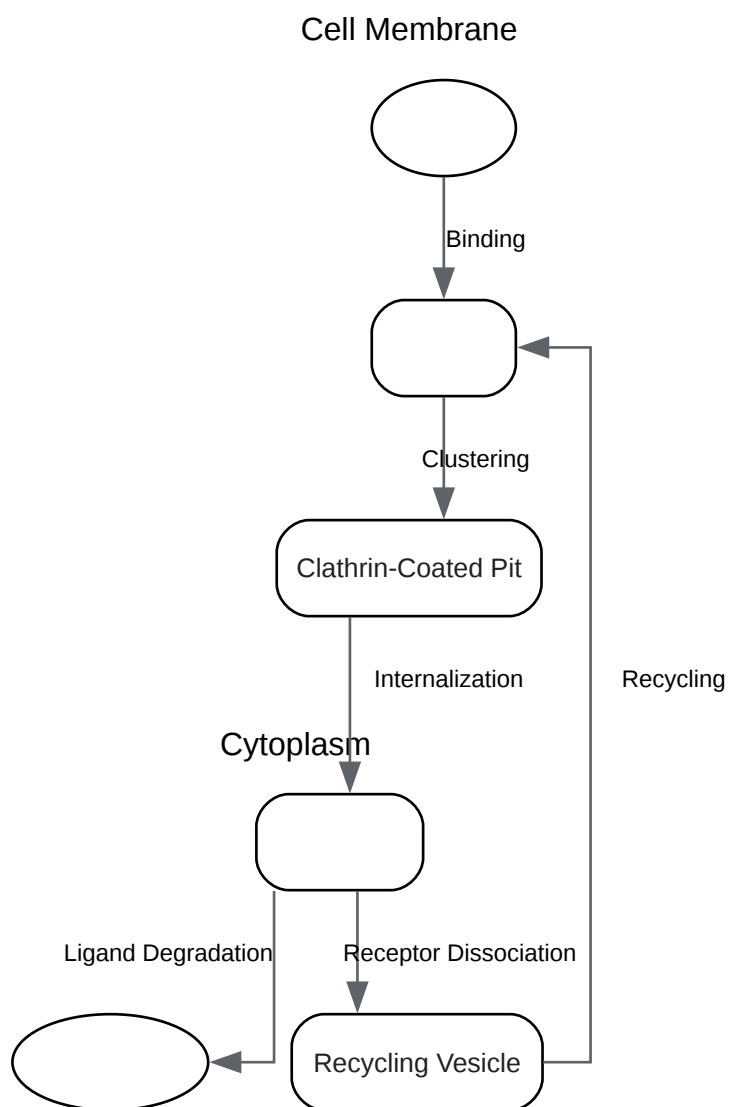 Cell Membrane
Binding
Clustering
Clathrin-Coated Pit
Internalization
Recycling
Cytoplasm
Ligand Degradation
Receptor Dissociation
Recycling Vesicle